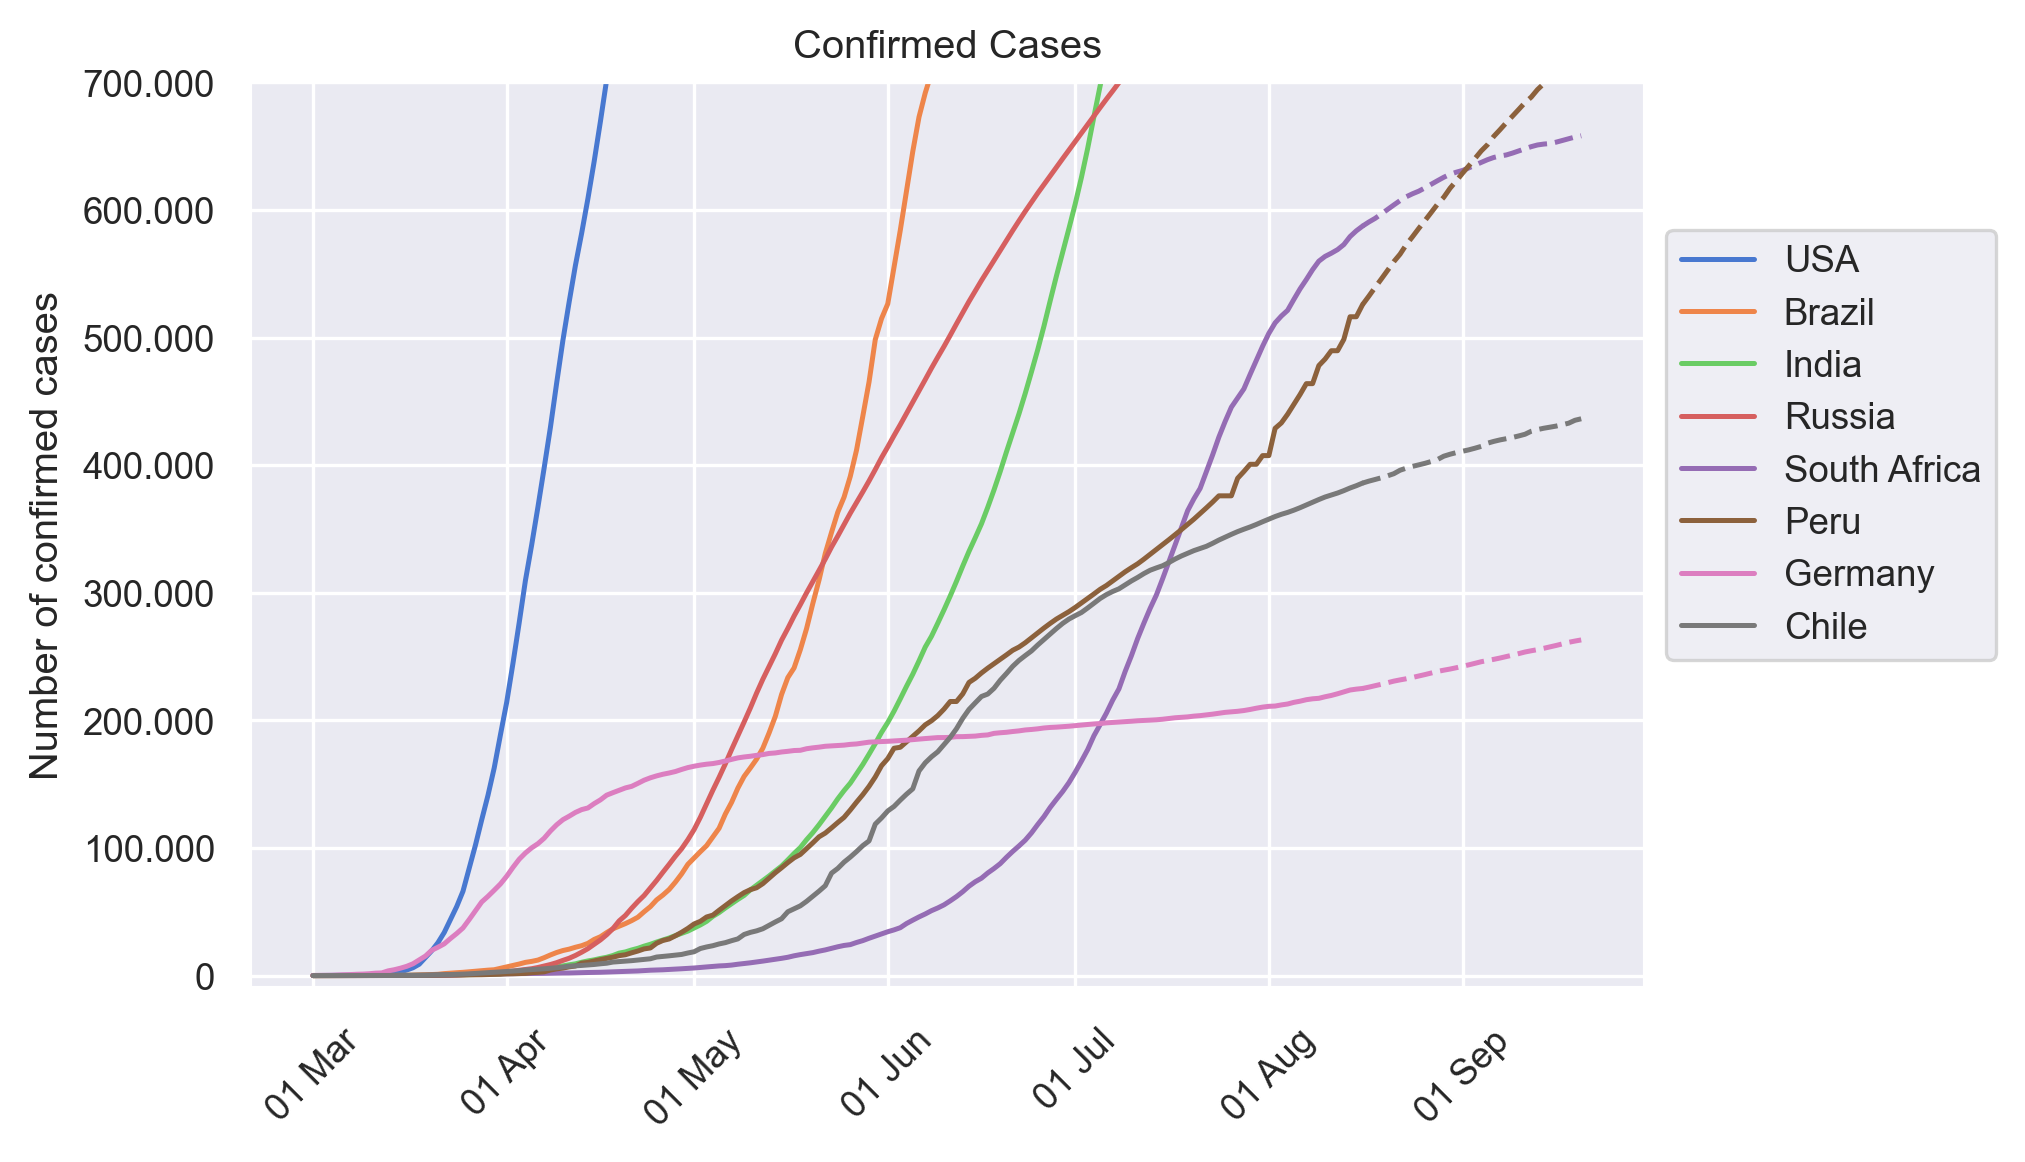 Confirmed Cases
Number of confirmed cases
700.000
600.000
500.000
400.000
300.000
200.000
100.000
0
01 Mar
01 Apr
01 May
01 Jun
01 Jul
01 Aug
01 Sep
USA
Brazil
India
Russia
South Africa
Peru
Germany
Chile